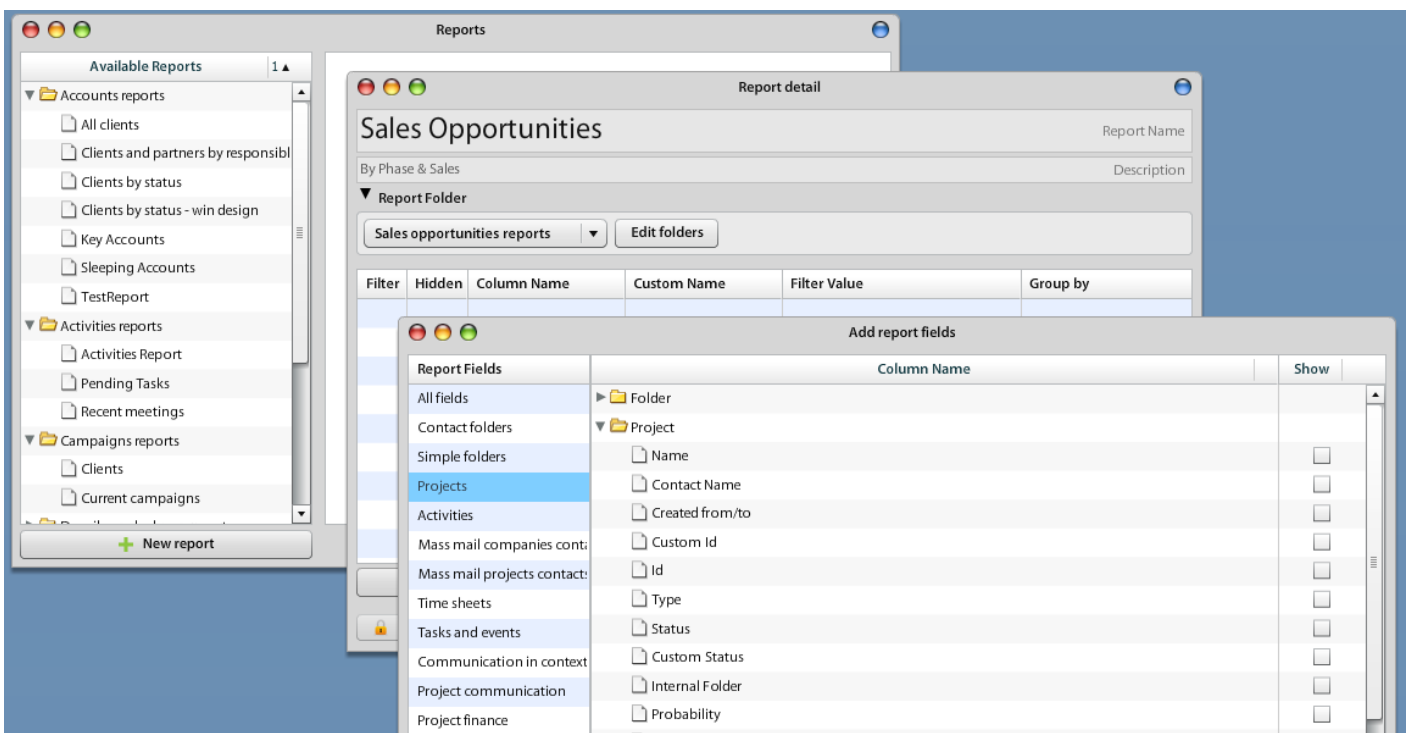 Reports
Available Reports 1▲
Accounts reports
All clients
Clients and partners by responsibl
Clients by status
Clients by status - win design
Key Accounts
Sleeping Accounts
TestReport
Activities reports
Activities Report
Pending Tasks
Recent meetings
Campaigns reports
Clients
Current campaigns
New report
Report detail
Sales Opportunities Report Name
By Phase & Sales Description
Report Folder
Sales opportunities reports Edit folders
Filter Hidden Column Name Custom Name Filter Value Group by
Add report fields
Report Fields Column Name Show
All fields Folder
Contact folders Project
Simple folders Name
Projects Contact Name
Activities Created from/to
Mass mail companies conta Custom Id
Mass mail projects contact Id
Time sheets Type
Tasks and events Status
Communication in context Custom Status
Project communication Internal Folder
Project finance Probability